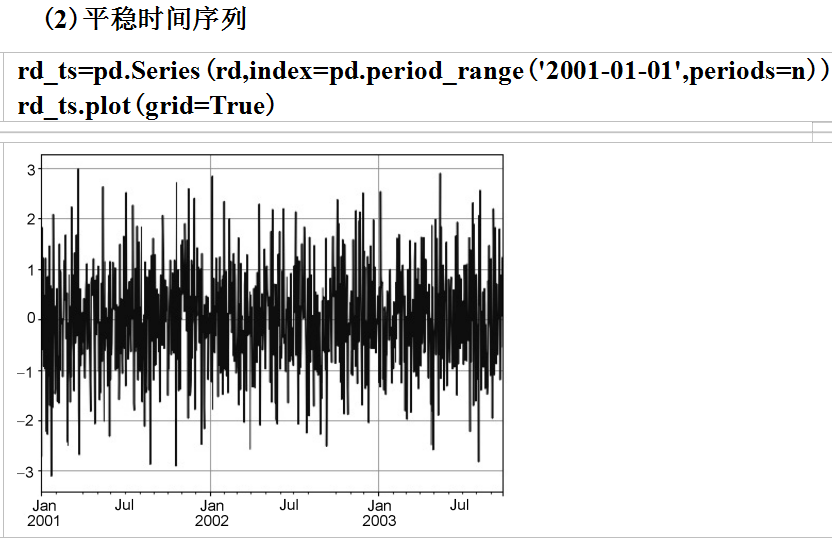 (2)平稳时间序列
rd_ts=pd.Series(rd,index=pd.period_range('2001-01-01',periods=n))
rd_ts.plot(grid=True)
3
2
1
0
−1
−2
−3
Jan Jul Jan Jul Jan Jul
2001 2002 2003